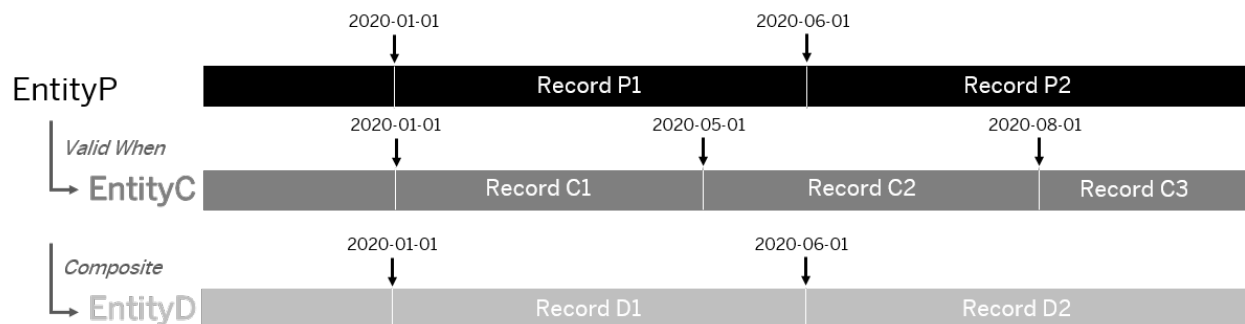 2020-01-01 2020-06-01
EntityP Record P1 Record P2
2020-01-01 2020-05-01 2020-08-01
Valid When
EntityC Record C1 Record C2 Record C3
2020-01-01 2020-06-01
Composite
EntityD Record D1 Record D2